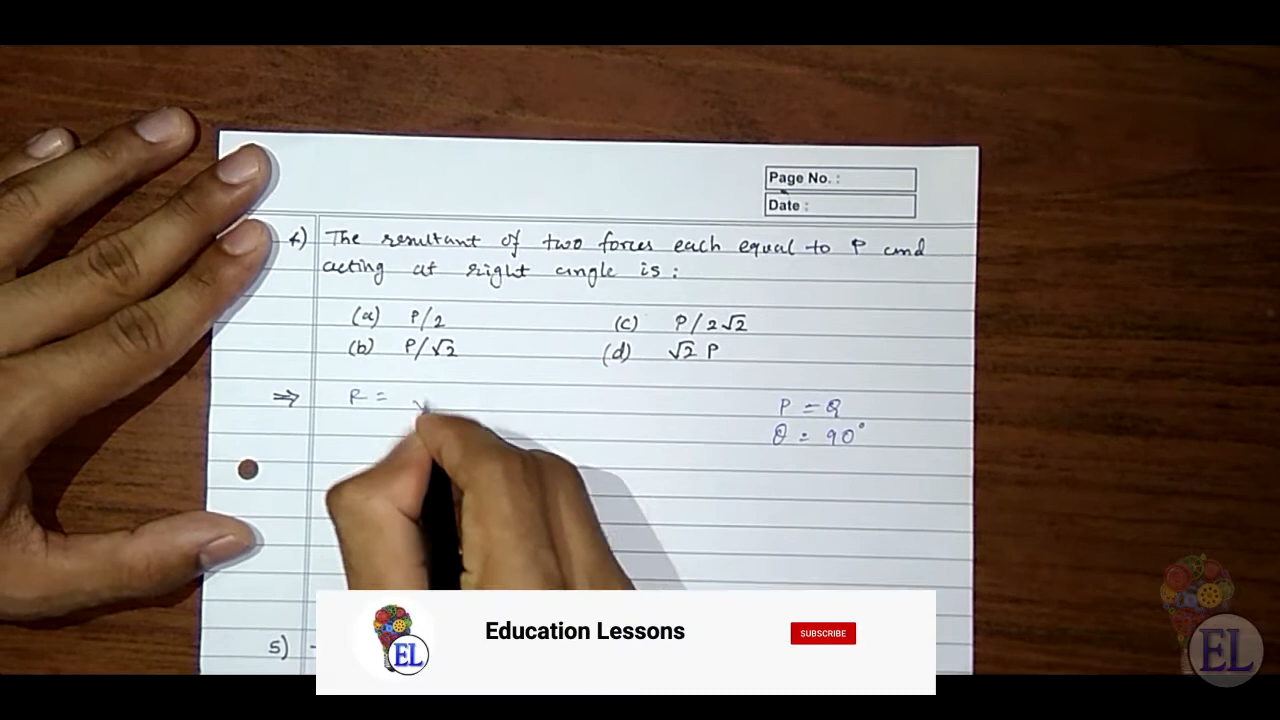 Page No. :
Date :
4) The resultant of two forces each equal to P and
acting at right angle is :
(a) P/2 (c) P/2√2
(b) P/√2 (d) √2 P
⇒ R = P = Q
θ = 90°
5)
Education Lessons
SUBSCRIBE
EL
EL